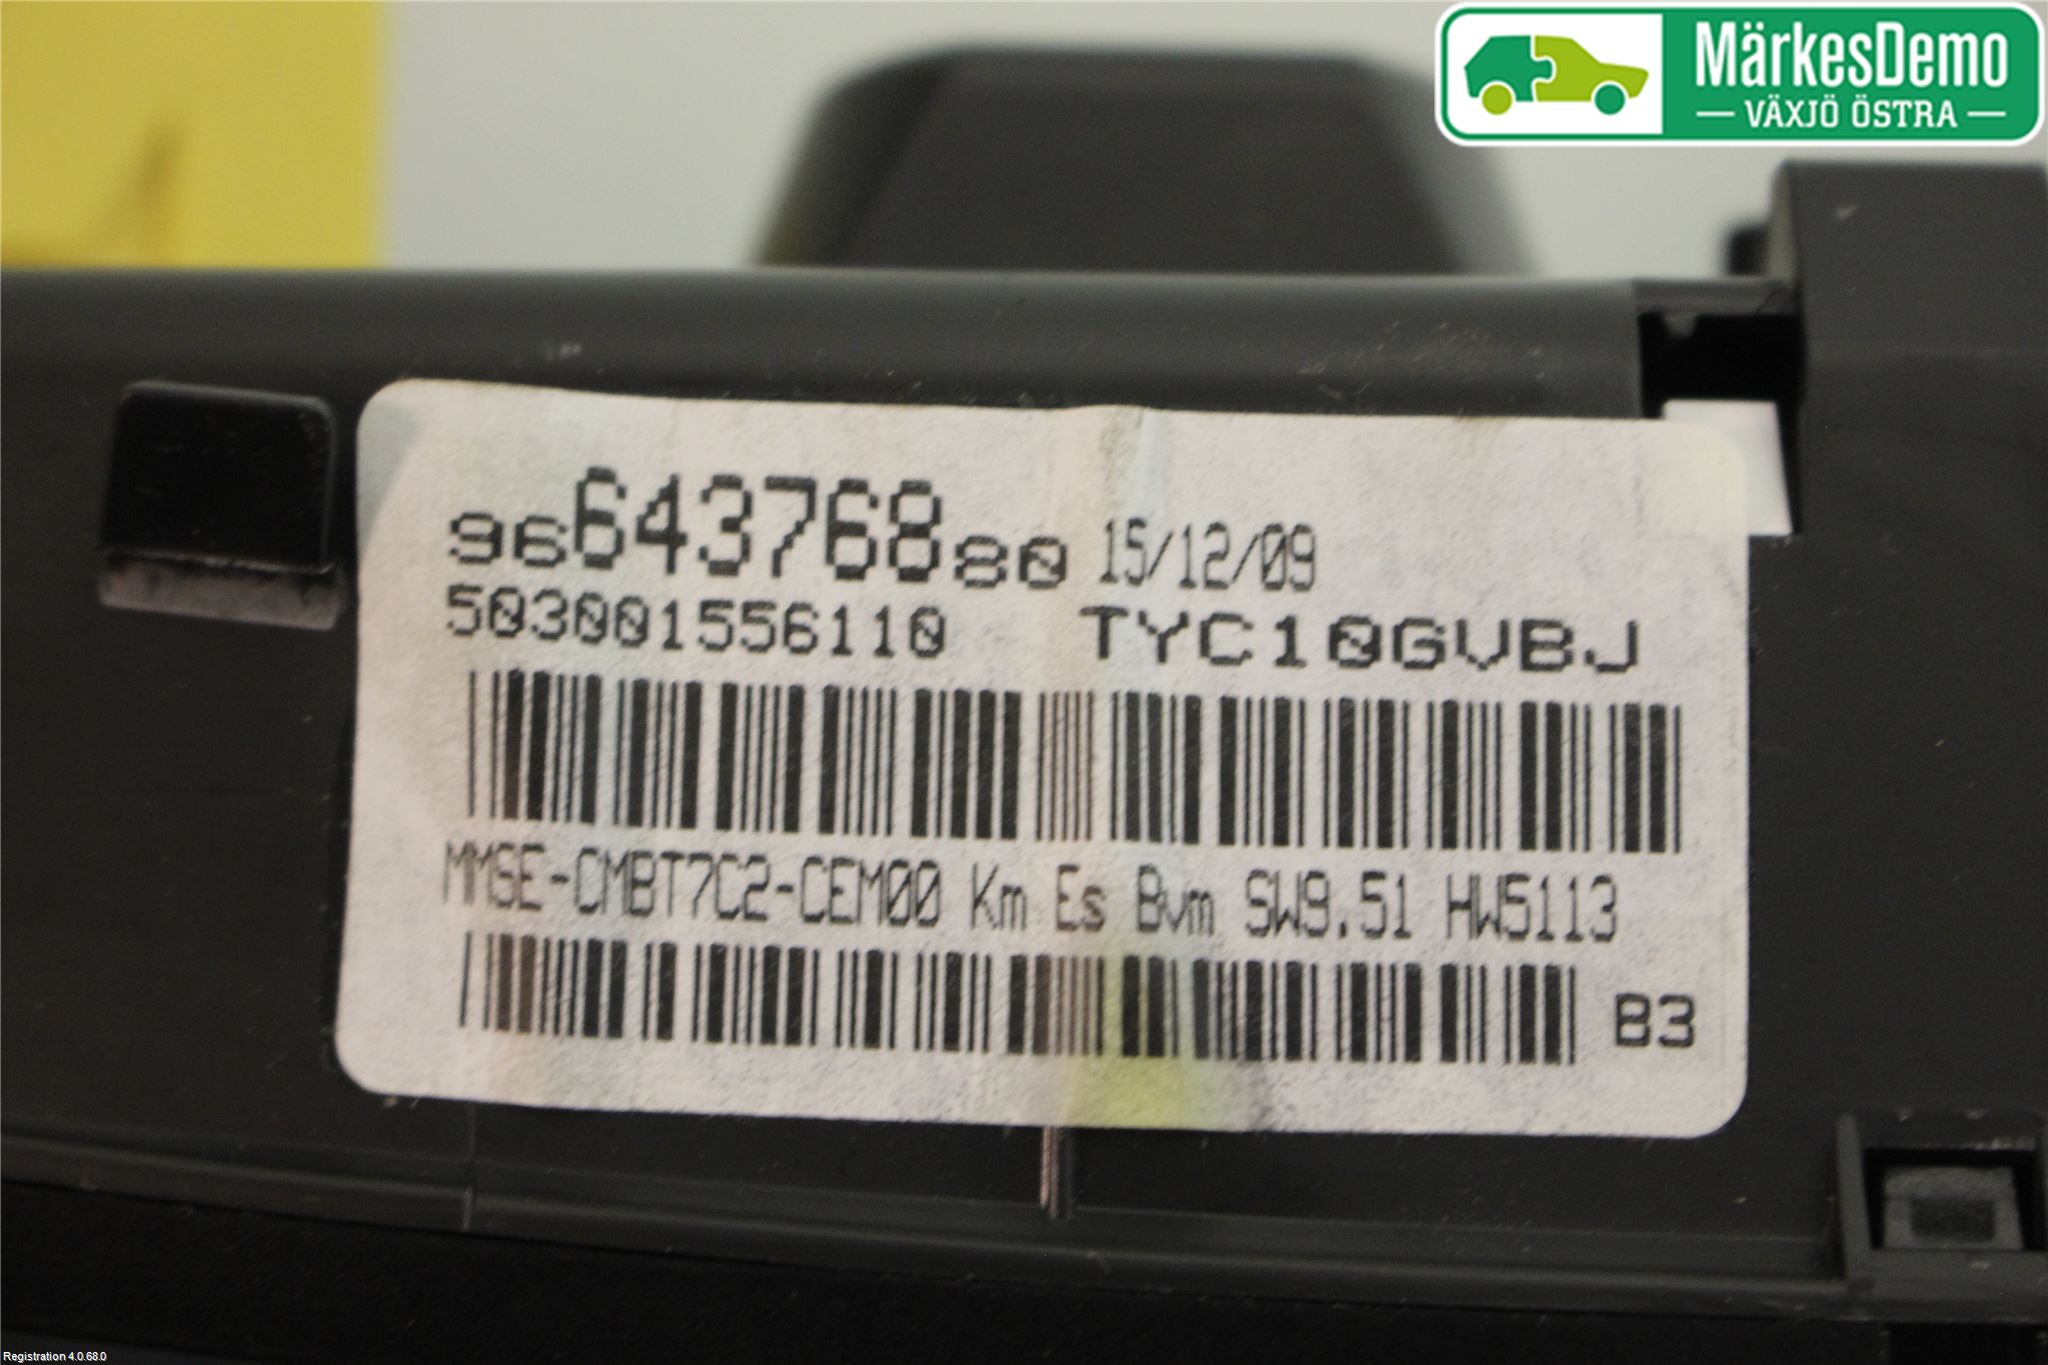 MärkesDemo
— VÄXJÖ ÖSTRA —
9664376880 15/12/09
503001556110 TYC10GVBJ
MMSE-CMBT7C2-CEM00 Km Es Bvm SW9.51 HW5113
B3
Registration 4.0.68.0